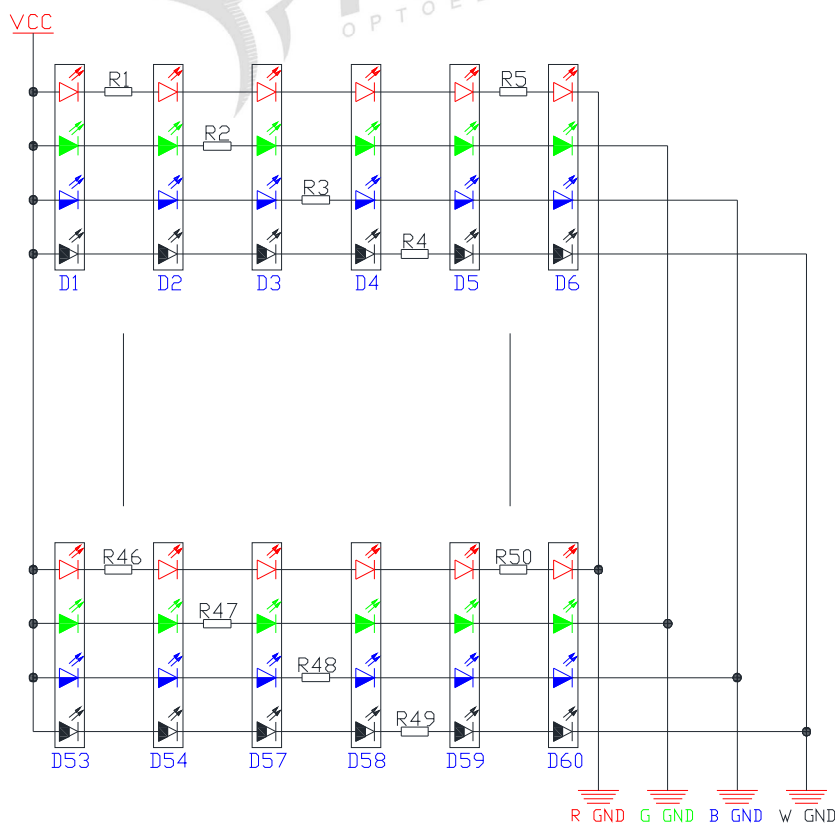 OPTOE
VCC
R1 R5
R2
R3
R4
D1 D2 D3 D4 D5 D6
R46 R50
R47
R48
R49
D53 D54 D57 D58 D59 D60
R GND G GND B GND W GND